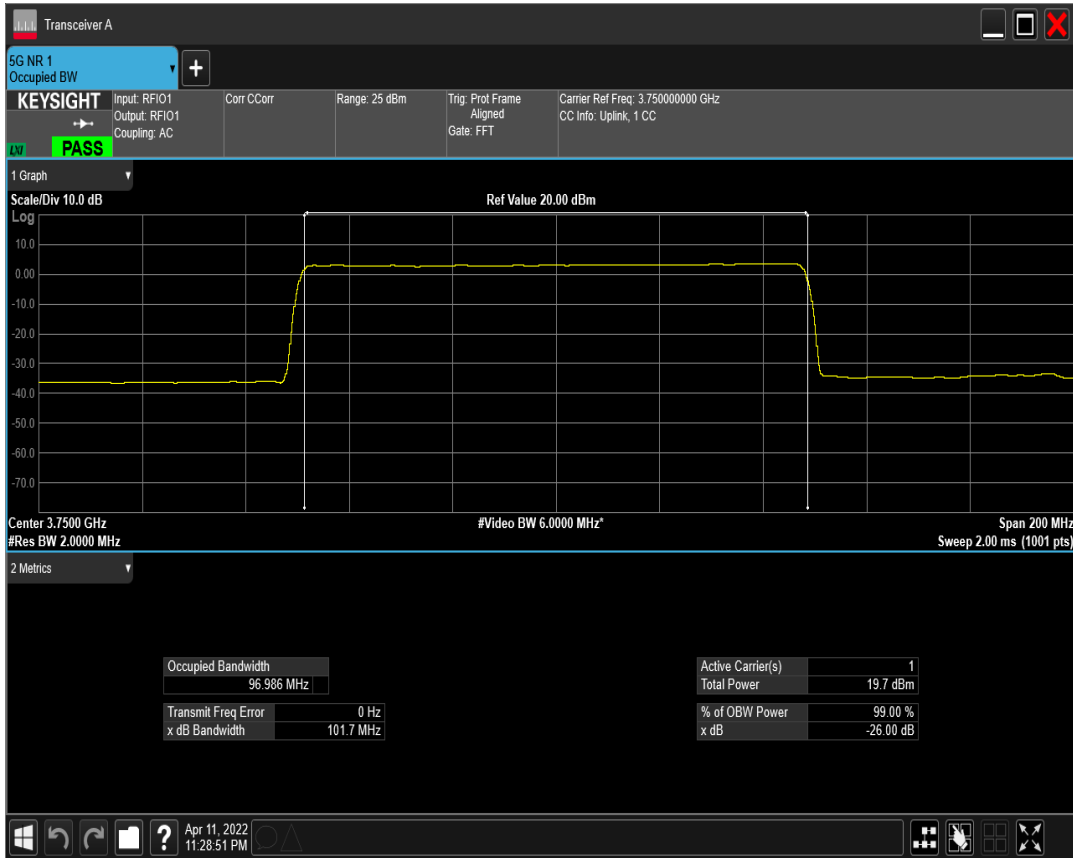 Transceiver A
5G NR 1
Occupied BW
KEYSIGHT
LXI
PASS
Input: RFIO1
Output: RFIO1
Coupling: AC
Corr CCorr
Range: 25 dBm
Trig: Prot Frame
Aligned
Gate: FFT
Carrier Ref Freq: 3.750000000 GHz
CC Info: Uplink, 1 CC
1 Graph
Scale/Div 10.0 dB
Ref Value 20.00 dBm
Log
10.0
0.00
-10.0
-20.0
-30.0
-40.0
-50.0
-60.0
-70.0
Center 3.7500 GHz
#Video BW 6.0000 MHz*
Span 200 MHz
#Res BW 2.0000 MHz
Sweep 2.00 ms (1001 pts)
2 Metrics
Occupied Bandwidth
96.986 MHz
Transmit Freq Error 0 Hz
x dB Bandwidth 101.7 MHz
Active Carrier(s) 1
Total Power 19.7 dBm
% of OBW Power 99.00 %
x dB -26.00 dB
?
Apr 11, 2022
11:28:51 PM